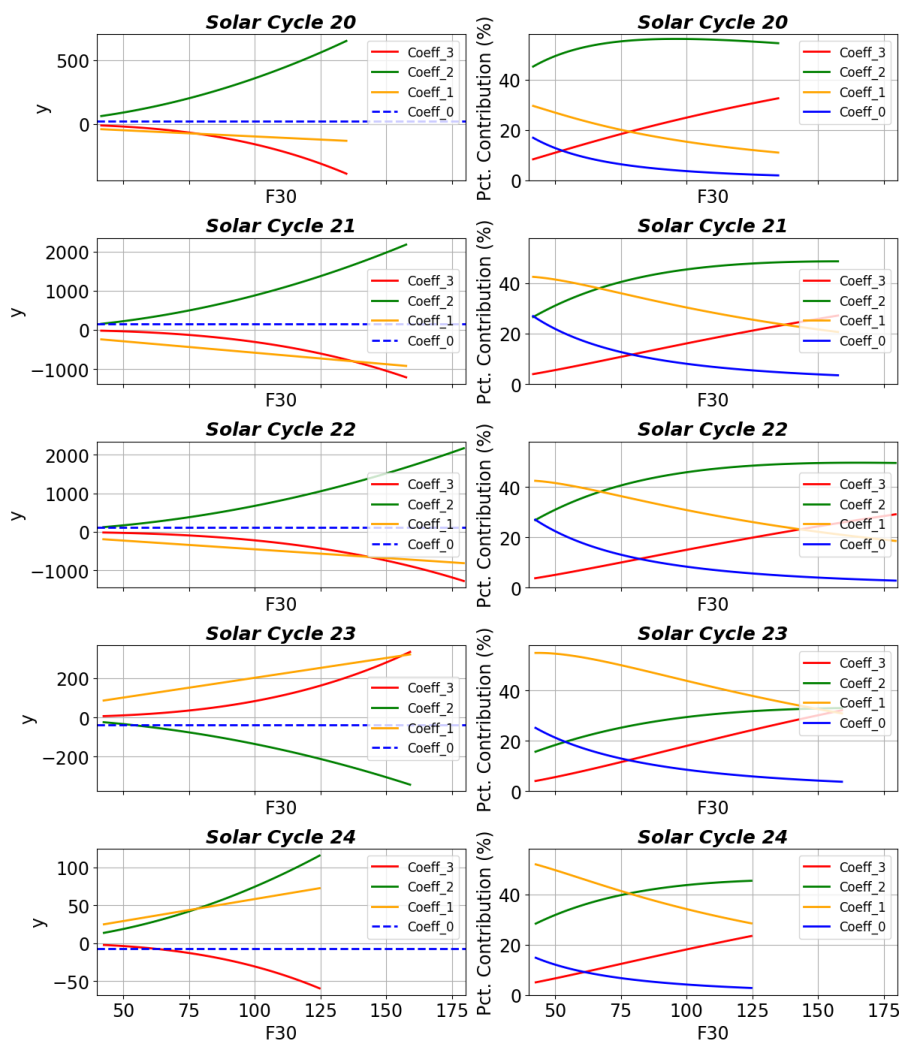 Solar Cycle 20
500
0
y
F30
Coeff_3
Coeff_2
Coeff_1
Coeff_0
Solar Cycle 20
40
20
0
Pct. Contribution (%)
F30
Coeff_3
Coeff_2
Coeff_1
Coeff_0
Solar Cycle 21
2000
1000
0
−1000
y
F30
Coeff_3
Coeff_2
Coeff_1
Coeff_0
Solar Cycle 21
40
20
0
Pct. Contribution (%)
F30
Coeff_3
Coeff_2
Coeff_1
Coeff_0
Solar Cycle 22
2000
1000
0
−1000
y
F30
Coeff_3
Coeff_2
Coeff_1
Coeff_0
Solar Cycle 22
40
20
0
Pct. Contribution (%)
F30
Coeff_3
Coeff_2
Coeff_1
Coeff_0
Solar Cycle 23
200
0
−200
y
F30
Coeff_3
Coeff_2
Coeff_1
Coeff_0
Solar Cycle 23
40
20
0
Pct. Contribution (%)
F30
Coeff_3
Coeff_2
Coeff_1
Coeff_0
Solar Cycle 24
100
50
0
−50
y
50 75 100 125 150 175
F30
Coeff_3
Coeff_2
Coeff_1
Coeff_0
Solar Cycle 24
40
20
0
Pct. Contribution (%)
50 75 100 125 150 175
F30
Coeff_3
Coeff_2
Coeff_1
Coeff_0